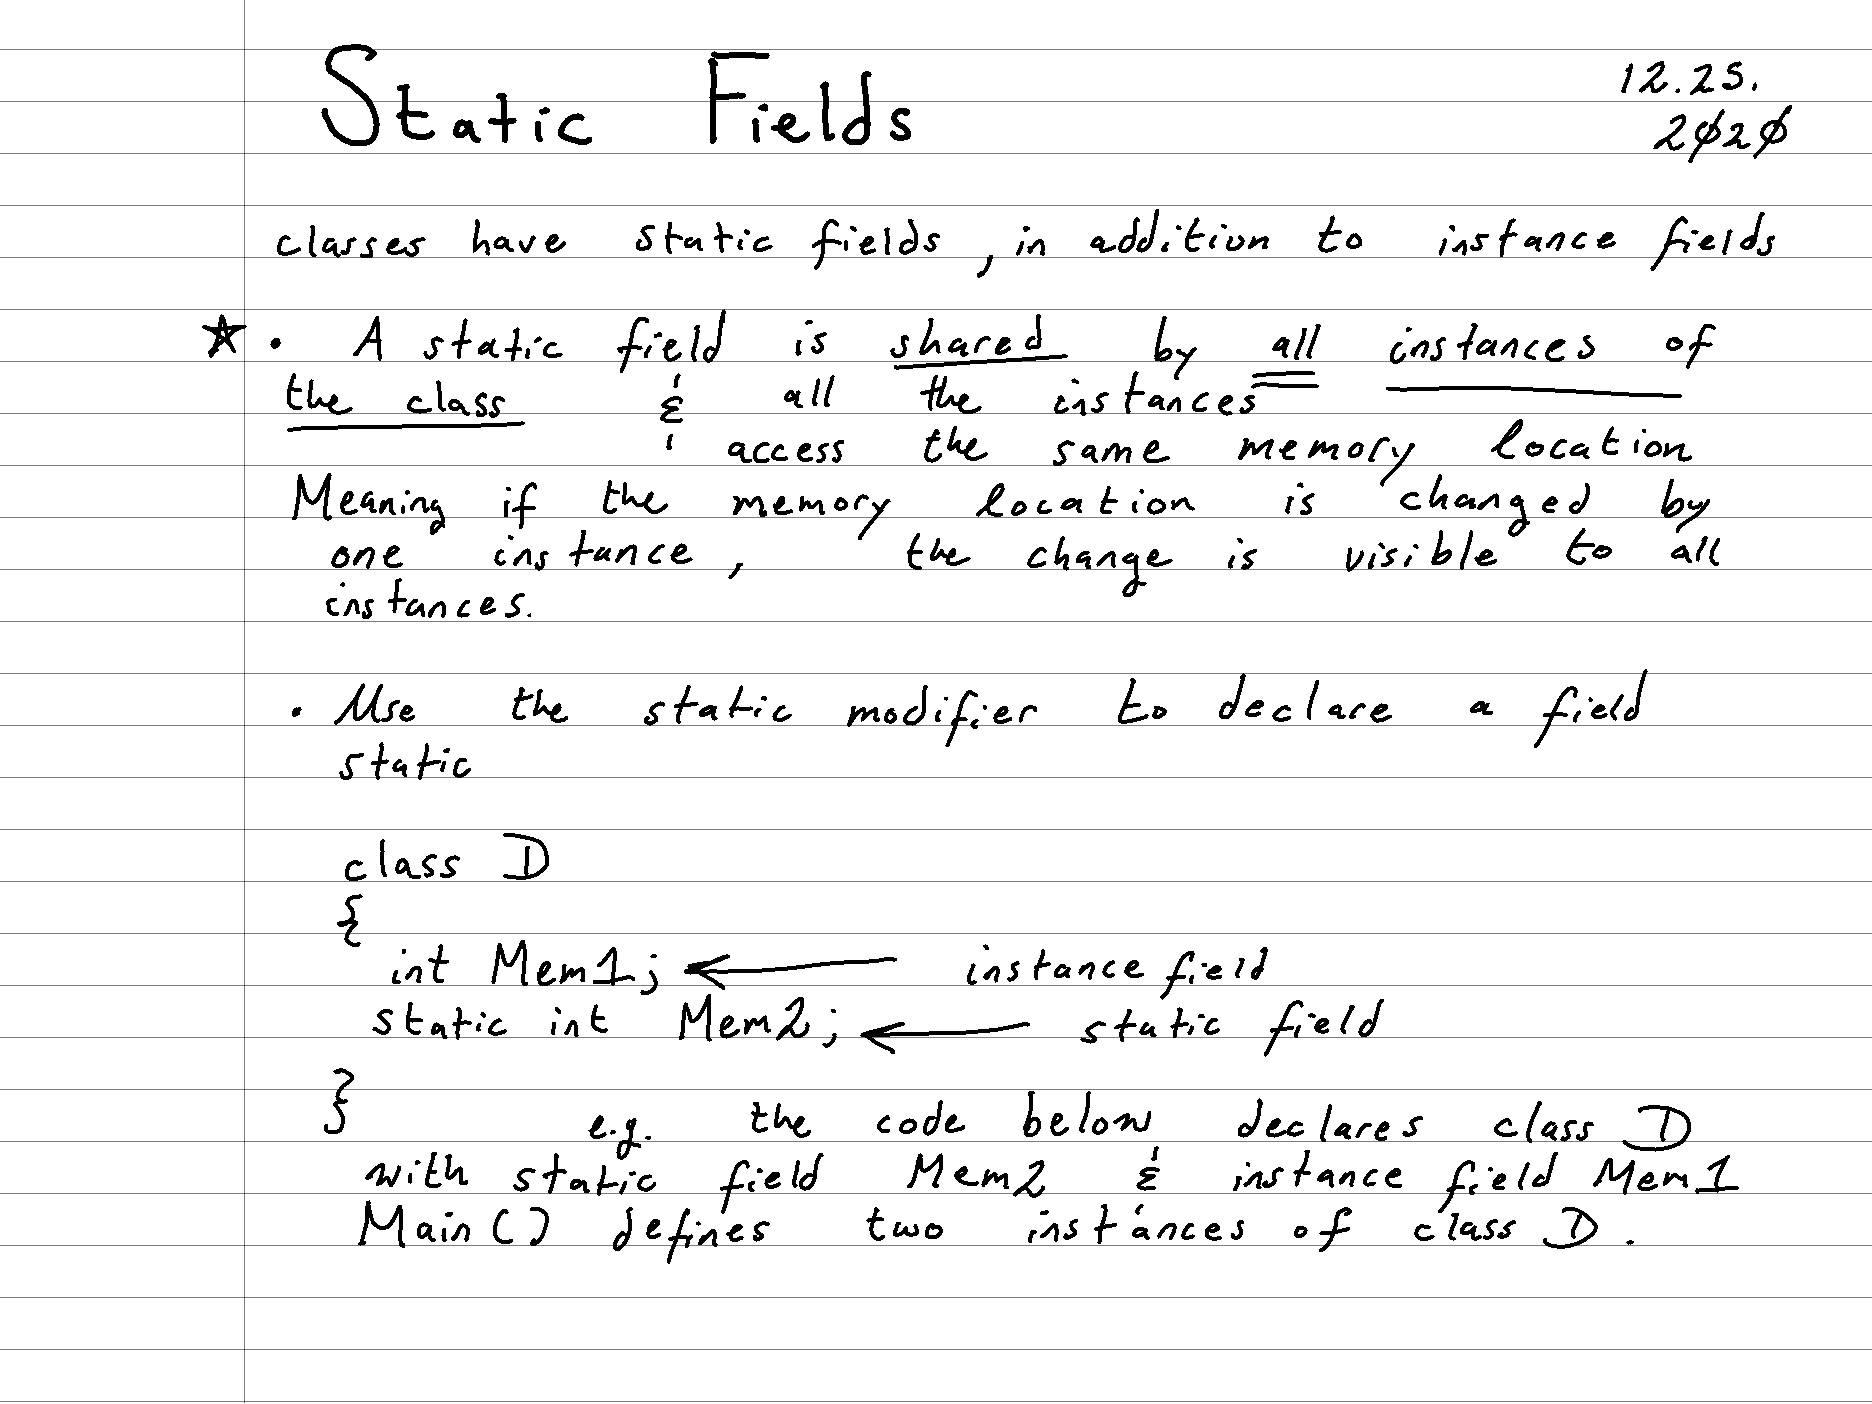 Static Fields
12.25.
2020
classes have static fields, in addition to instance fields
☆ • A static field is shared by all instances of
the class & all the instances
access the same memory location
Meaning if the memory location is changed by
one instance, the change is visible to all
instances.
• Use the static modifier to declare a field
static
class D
{
int Mem1; ← instance field
static int Mem2; ← static field
}
e.g. the code below declares class D
with static field Mem2 & instance field Mem1
Main() defines two instances of class D.